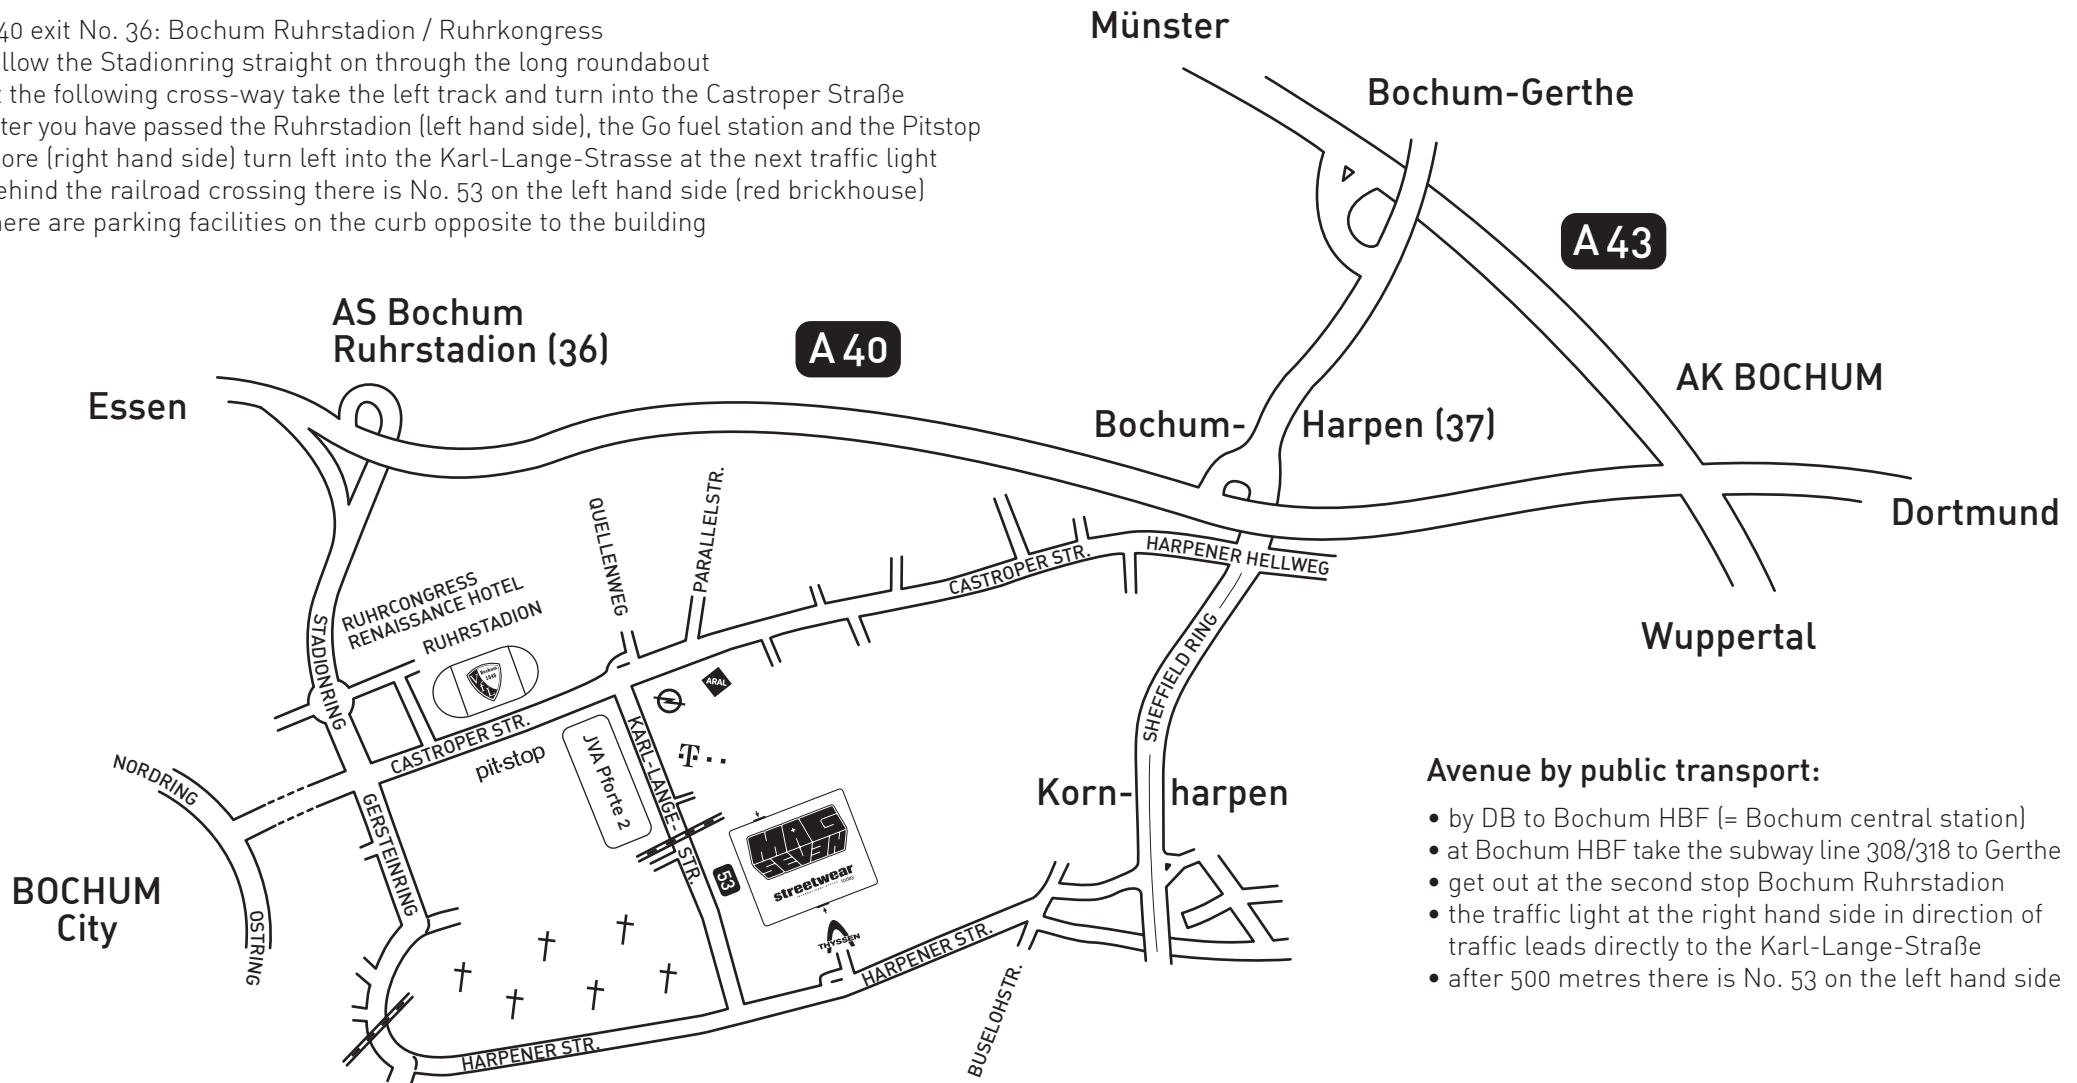 40 exit No. 36: Bochum Ruhrstadion / Ruhrkongress
llow the Stadionring straight on through the long roundabout
t the following cross-way take the left track and turn into the Castroper Straße
ter you have passed the Ruhrstadion (left hand side), the Go fuel station and the Pitstop
ore (right hand side) turn left into the Karl-Lange-Strasse at the next traffic light
ehind the railroad crossing there is No. 53 on the left hand side (red brickhouse)
ere are parking facilities on the curb opposite to the building
Münster
Bochum-Gerthe
A 43
AS Bochum
Ruhrstadion (36)
A 40
Essen
AK BOCHUM
Bochum-Harpen (37)
Dortmund
Wuppertal
QUELLENWEG
PARALLELSTR.
CASTROPER STR.
HARPENER HELLWEG
STADIONRING
RUHRCONGRESS
RENAISSANCE HOTEL
RUHRSTADION
Bochum
1848
VfL
SHEFFIELD RING
ARAL
CASTROPER STR.
pit·stop
JVA Pforte 2
KARL-LANGE-STR.
T··
NORDRING
GERSTEINRING
OSTRING
BOCHUM
City
Korn-harpen
MAG
SEV3N
streetwear
today
53
THYSSEN
HARPENER STR.
BUSELOHSTR.
HARPENER STR.
Avenue by public transport:
• by DB to Bochum HBF (= Bochum central station)
• at Bochum HBF take the subway line 308/318 to Gerthe
• get out at the second stop Bochum Ruhrstadion
• the traffic light at the right hand side in direction of
traffic leads directly to the Karl-Lange-Straße
• after 500 metres there is No. 53 on the left hand side